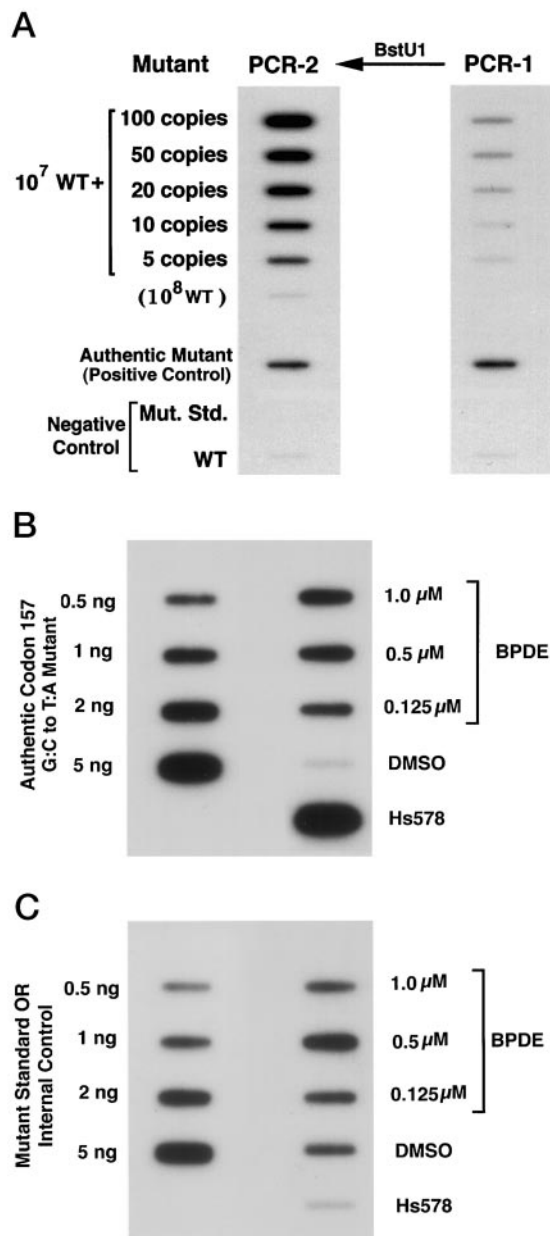 A
BstU1
Mutant PCR-2 PCR-1
10^7 WT+
100 copies
50 copies
20 copies
10 copies
5 copies
(10^8 WT)
Authentic Mutant
(Positive Control)
Negative
Control
Mut. Std.
WT
B
Authentic Codon 157
G:C to T:A Mutant
0.5 ng
1 ng
2 ng
5 ng
1.0 µM
0.5 µM
0.125 µM
BPDE
DMSO
Hs578
C
Mutant Standard OR
Internal Control
0.5 ng
1 ng
2 ng
5 ng
1.0 µM
0.5 µM
0.125 µM
BPDE
DMSO
Hs578